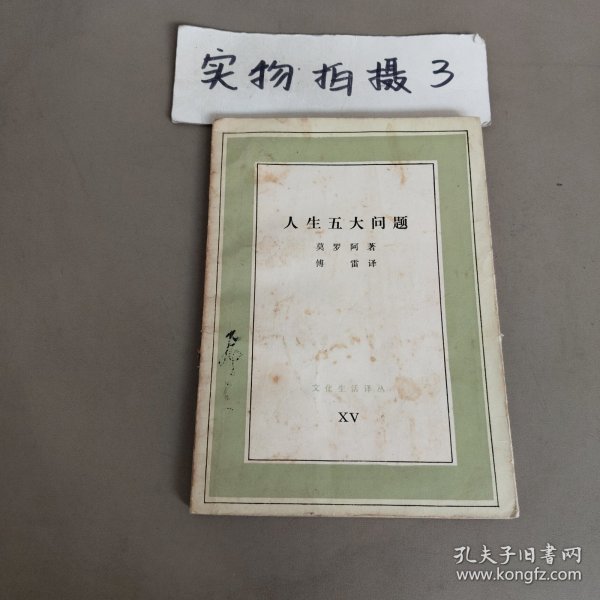 实物拍摄3
人生五大问题
莫罗阿著
傅雷译
文化生活译丛
XV
孔夫子旧书网
www.kongfz.com